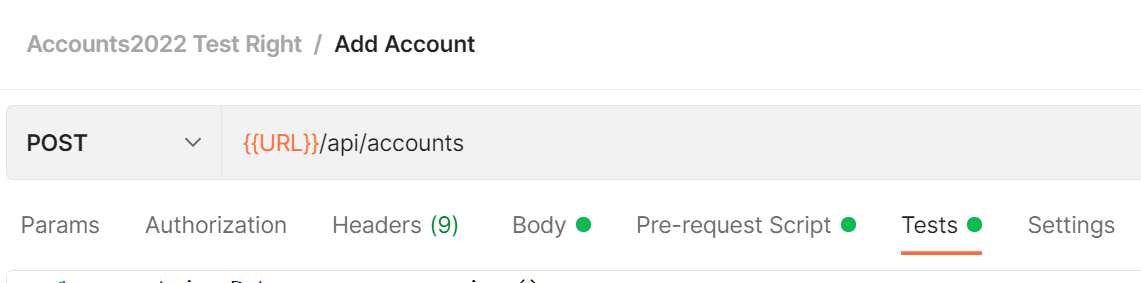 Accounts2022 Test Right / Add Account
POST {{URL}}/api/accounts
Params Authorization Headers (9) Body Pre-request Script Tests Settings